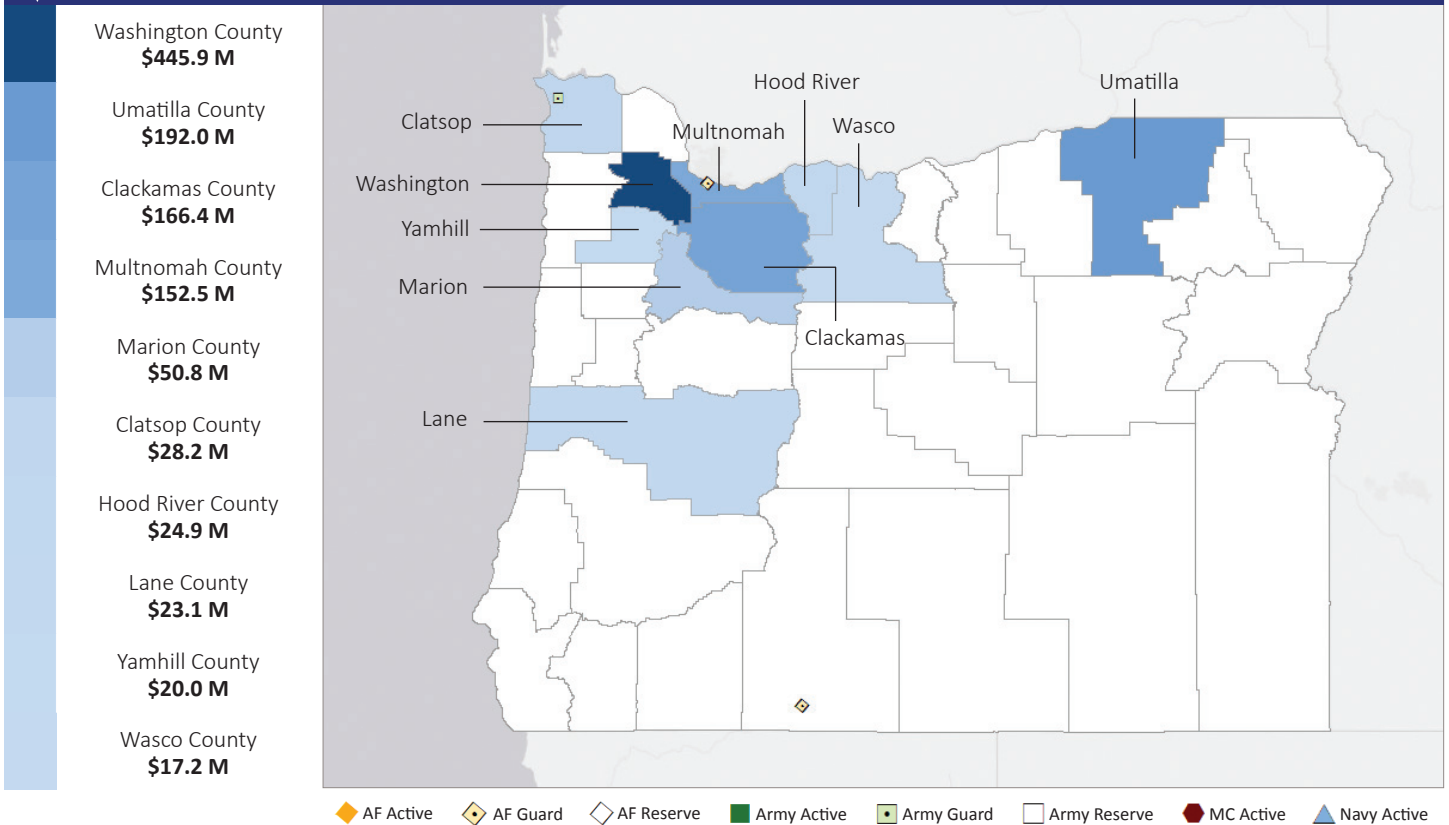 Washington County
$445.9 M
Umatilla County
$192.0 M
Clackamas County
$166.4 M
Multnomah County
$152.5 M
Marion County
$50.8 M
Clatsop County
$28.2 M
Hood River County
$24.9 M
Lane County
$23.1 M
Yamhill County
$20.0 M
Wasco County
$17.2 M
Hood River
Umatilla
Clatsop
Multnomah
Wasco
Washington
Yamhill
Marion
Clackamas
Lane
AF Active
AF Guard
AF Reserve
Army Active
Army Guard
Army Reserve
MC Active
Navy Active